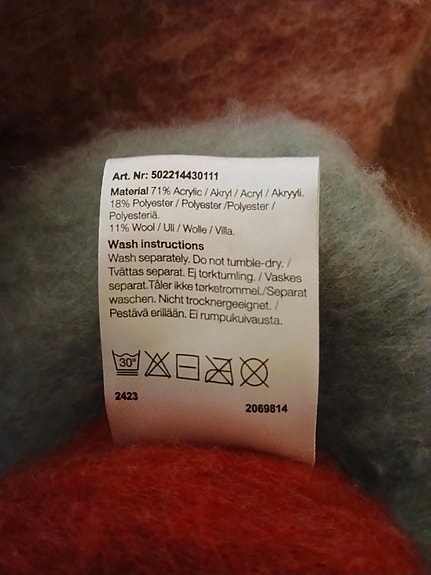 Art. Nr: 502214430111
Material 71% Acrylic / Akryl / Acryl / Akryyli.
18% Polyester / Polyester /Polyester /
Polyesteriä.
11% Wool / Ull / Wolle / Villa.
Wash instructions
Wash separately. Do not tumble-dry. /
Tvättas separat. Ej torktumling. / Vaskes
separat.Tåler ikke tørketrommel./Separat
waschen. Nicht trocknergeeignet. /
Pestävä erillään. Ei rumpukuivausta.
30°
2423
2069814